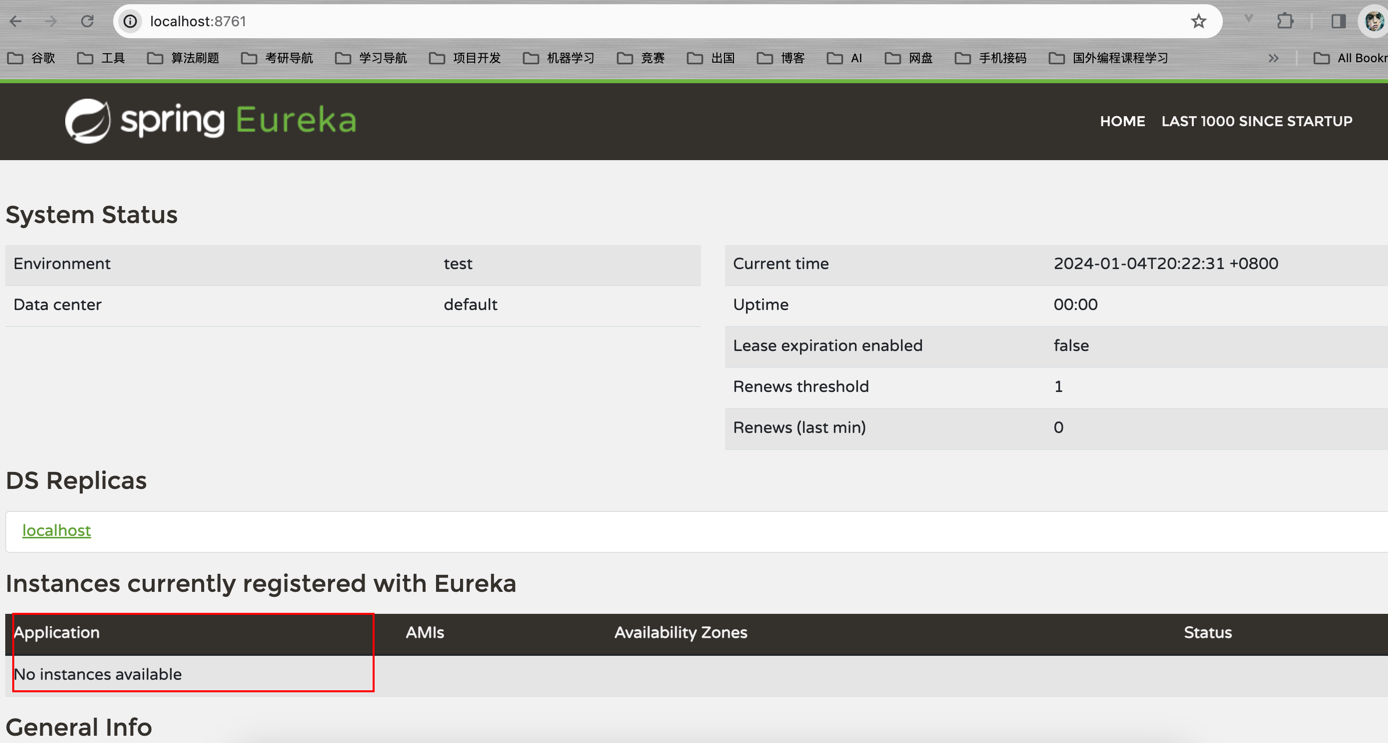 localhost:8761
谷歌 工具 算法刷题 考研导航 学习导航 项目开发 机器学习 竞赛 出国 博客 AI 网盘 手机接码 国外编程课程学习 » All Bookr
spring Eureka HOME LAST 1000 SINCE STARTUP
System Status
Environment test Current time 2024-01-04T20:22:31 +0800
Data center default Uptime 00:00
Lease expiration enabled false
Renews threshold 1
Renews (last min) 0
DS Replicas
localhost
Instances currently registered with Eureka
Application AMIs Availability Zones Status
No instances available
General Info